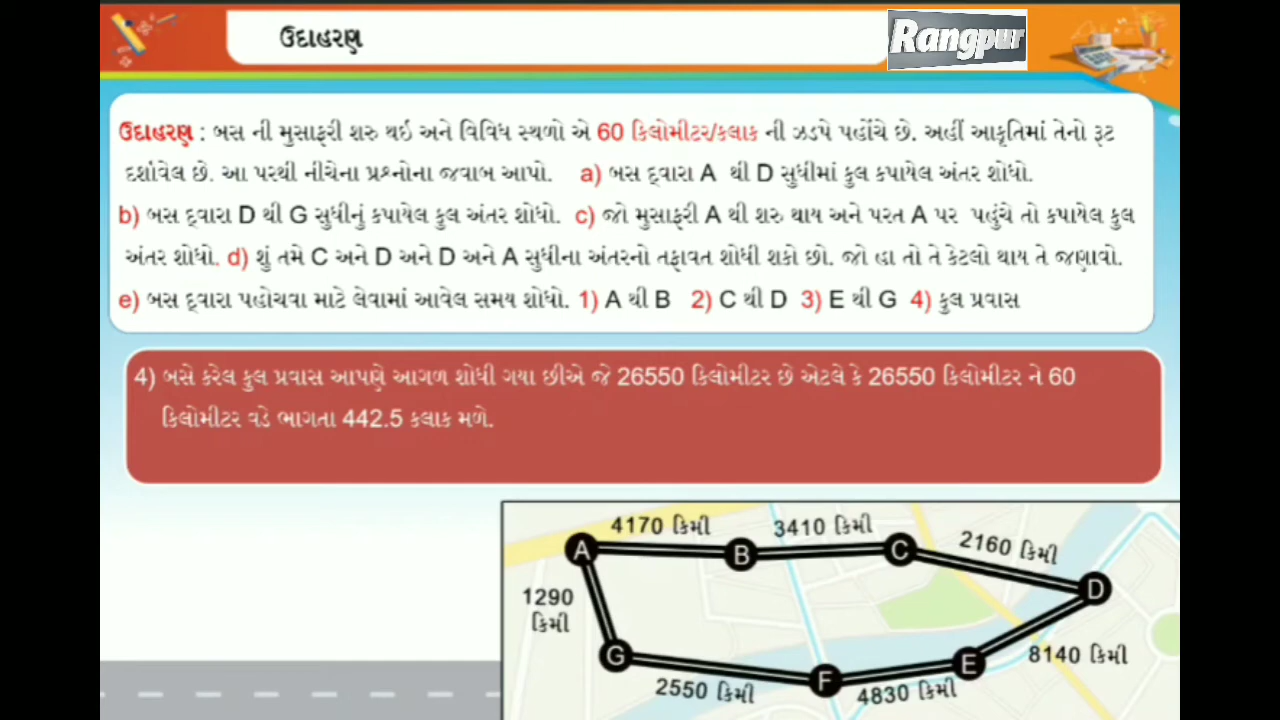 ઉદાહરણ
Rangpur
ઉદાહરણ : બસ ની મુસાફરી શરુ થઇ અને વિવિધ સ્થળો એ 60 કિલોમીટર/કલાક ની ઝડપે પહોંચે છે. અહીં આકૃતિમાં તેનો રૂટ
દર્શાવેલ છે. આ પરથી નીચેના પ્રશ્નોના જવાબ આપો. a) બસ દ્વારા A થી D સુધીમાં કુલ કપાયેલ અંતર શોધો.
b) બસ દ્વારા D થી G સુધીનું કપાયેલ કુલ અંતર શોધો. c) જો મુસાફરી A થી શરુ થાય અને પરત A પર પહુંચે તો કપાયેલ કુલ
અંતર શોધો. d) શું તમે C અને D અને D અને A સુધીના અંતરનો તફાવત શોધી શકો છો. જો હા તો તે કેટલો થાય તે જણાવો.
e) બસ દ્વારા પહોચવા માટે લેવામાં આવેલ સમય શોધો. 1) A થી B 2) C થી D 3) E થી G 4) કુલ પ્રવાસ
4) બસે કરેલ કુલ પ્રવાસ આપણે આગળ શોધી ગયા છીએ જે 26550 કિલોમીટર છે એટલે કે 26550 કિલોમીટર ને 60
કિલોમીટર વડે ભાગતા 442.5 કલાક મળે.
4170 કિમી
3410 કિમી
2160 કિમી
A
B
C
D
1290
કિમી
8140 કિમી
G
F
E
2550 કિમી
4830 કિમી